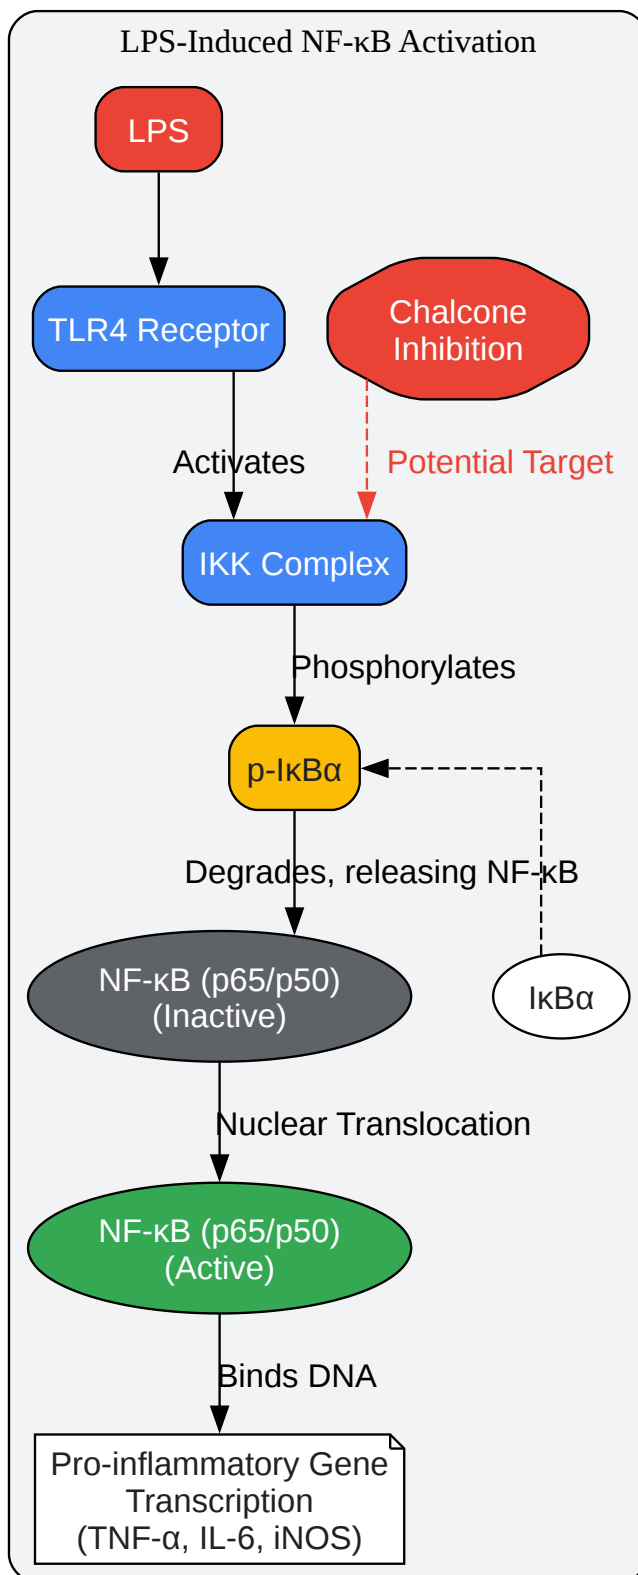 LPS-Induced NF-κB Activation
LPS
TLR4 Receptor
Chalcone
Inhibition
Activates
Potential Target
IKK Complex
Phosphorylates
p-IκBα
Degrades, releasing NF-κB
NF-κB (p65/p50)
(Inactive)
IκBα
Nuclear Translocation
NF-κB (p65/p50)
(Active)
Binds DNA
Pro-inflammatory Gene
Transcription
(TNF-α, IL-6, iNOS)